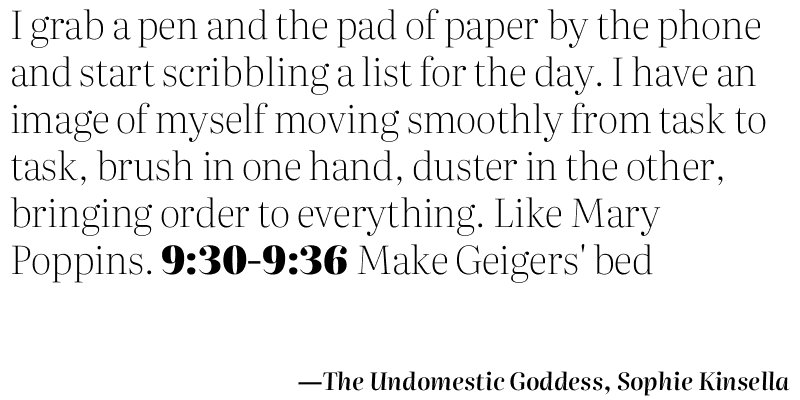 I grab a pen and the pad of paper by the phone
and start scribbling a list for the day. I have an
image of myself moving smoothly from task to
task, brush in one hand, duster in the other,
bringing order to everything. Like Mary
Poppins. 9:30-9:36 Make Geigers' bed
—The Undomestic Goddess, Sophie Kinsella